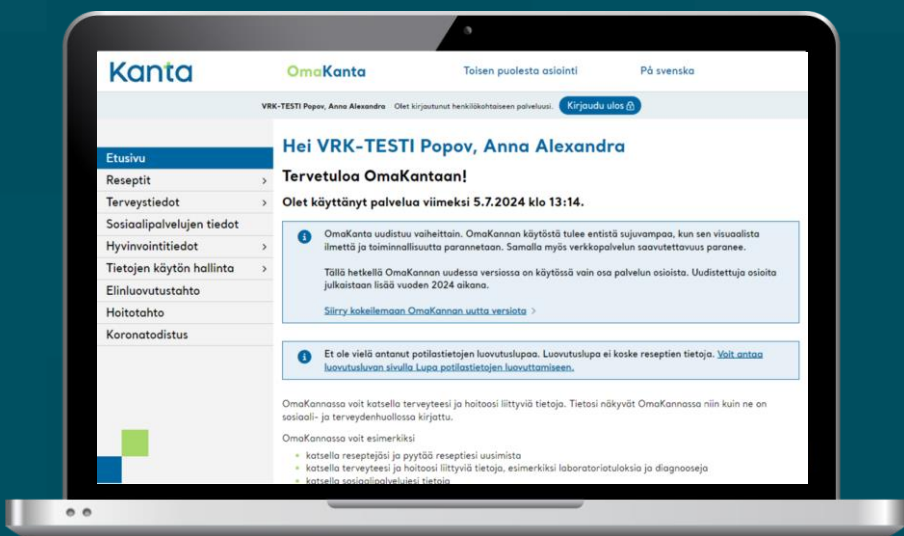 Kanta
OmaKanta
Toisen puolesta asiointi
På svenska
VRK-TESTI Popov, Anna Alexandra Olet kirjautunut henkilökohtaiseen palveluusi. Kirjaudu ulos
Etusivu
Reseptit
Terveystiedot
Sosiaalipalvelujen tiedot
Hyvinvointitiedot
Tietojen käytön hallinta
Elinluovutustahto
Hoitotahto
Koronatodistus
Hei VRK-TESTI Popov, Anna Alexandra
Tervetuloa OmaKantaan!
Olet käyttänyt palvelua viimeksi 5.7.2024 klo 13:14.
OmaKanta uudistuu vaiheittain. OmaKannan käytöstä tulee entistä sujuvampaa, kun sen visuaalista
ilmettä ja toiminnallisuutta parannetaan. Samalla myös verkkopalvelun saavutettavuus paranee.
Tällä hetkellä OmaKannan uudessa versiossa on käytössä vain osa palvelun osioista. Uudistettuja osioita
julkaistaan lisää vuoden 2024 aikana.
Siirry kokeilemaan OmaKannan uutta versiota >
Et ole vielä antanut potilastietojen luovutuslupaa. Luovutuslupa ei koske reseptien tietoja. Voit antaa
luovutusluvan sivulla Lupa potilastietojen luovuttamiseen.
OmaKannassa voit katsella terveyteesi ja hoitoosi liittyviä tietoja. Tietosi näkyvät OmaKannassa niin kuin ne on
sosiaali- ja terveydenhuollossa kirjattu.
OmaKannassa voit esimerkiksi
katsella reseptejäsi ja pyytää reseptiesi uusimista
katsella terveyteesi ja hoitoosi liittyviä tietoja, esimerkiksi laboratoriotuloksia ja diagnooseja
katsella sosiaalipalvelujesi tietoja